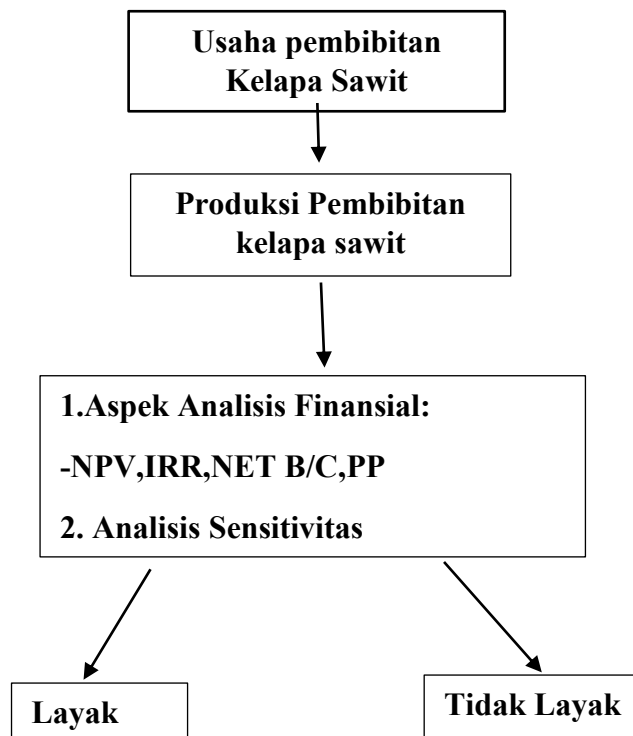 Usaha pembibitan
Kelapa Sawit
Produksi Pembibitan
kelapa sawit
1.Aspek Analisis Finansial:
-NPV,IRR,NET B/C,PP
2. Analisis Sensitivitas
Layak
Tidak Layak